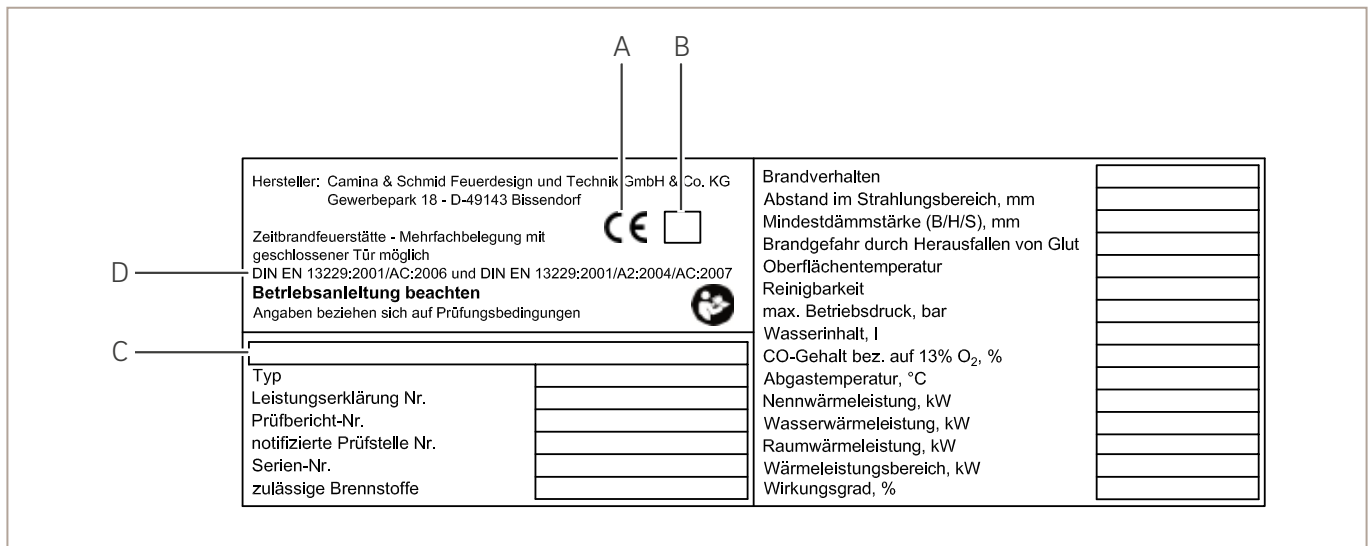 A B
Hersteller: Camina & Schmid Feuerdesign und Technik GmbH & Co. KG
Gewerbepark 18 - D-49143 Bissendorf
CE
Zeitbrandfeuerstätte - Mehrfachbelegung mit
geschlossener Tür möglich
D
DIN EN 13229:2001/AC:2006 und DIN EN 13229:2001/A2:2004/AC:2007
Betriebsanleitung beachten
Angaben beziehen sich auf Prüfungsbedingungen
C
Typ
Leistungserklärung Nr.
Prüfbericht-Nr.
notifizierte Prüfstelle Nr.
Serien-Nr.
zulässige Brennstoffe
Brandverhalten
Abstand im Strahlungsbereich, mm
Mindestdämmstärke (B/H/S), mm
Brandgefahr durch Herausfallen von Glut
Oberflächentemperatur
Reinigbarkeit
max. Betriebsdruck, bar
Wasserinhalt, l
CO-Gehalt bez. auf 13% O₂, %
Abgastemperatur, °C
Nennwärmeleistung, kW
Wasserwärmeleistung, kW
Raumwärmeleistung, kW
Wärmeleistungsbereich, kW
Wirkungsgrad, %